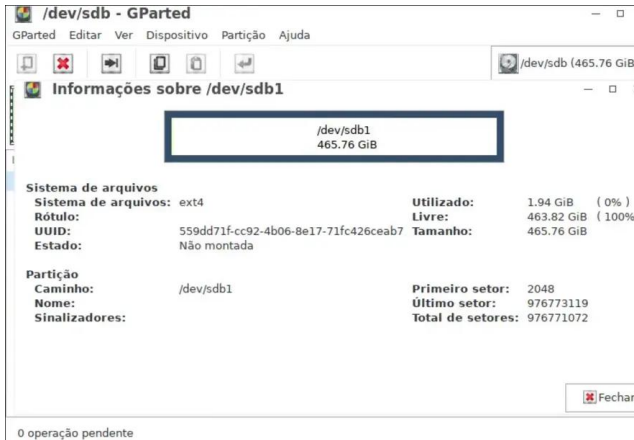 /dev/sdb - GParted
GParted Editar Ver Dispositivo Partição Ajuda
/dev/sdb (465.76 GiB
Informações sobre /dev/sdb1
/dev/sdb1
465.76 GiB
Sistema de arquivos
Sistema de arquivos: ext4 Utilizado: 1.94 GiB ( 0% )
Rótulo: Livre: 463.82 GiB ( 100%
UUID: 559dd71f-cc92-4b06-8e17-71fc426ceab7 Tamanho: 465.76 GiB
Estado: Não montada
Partição
Caminho: /dev/sdb1 Primeiro setor: 2048
Nome: Último setor: 976773119
Sinalizadores: Total de setores: 976771072
Fechar
0 operação pendente